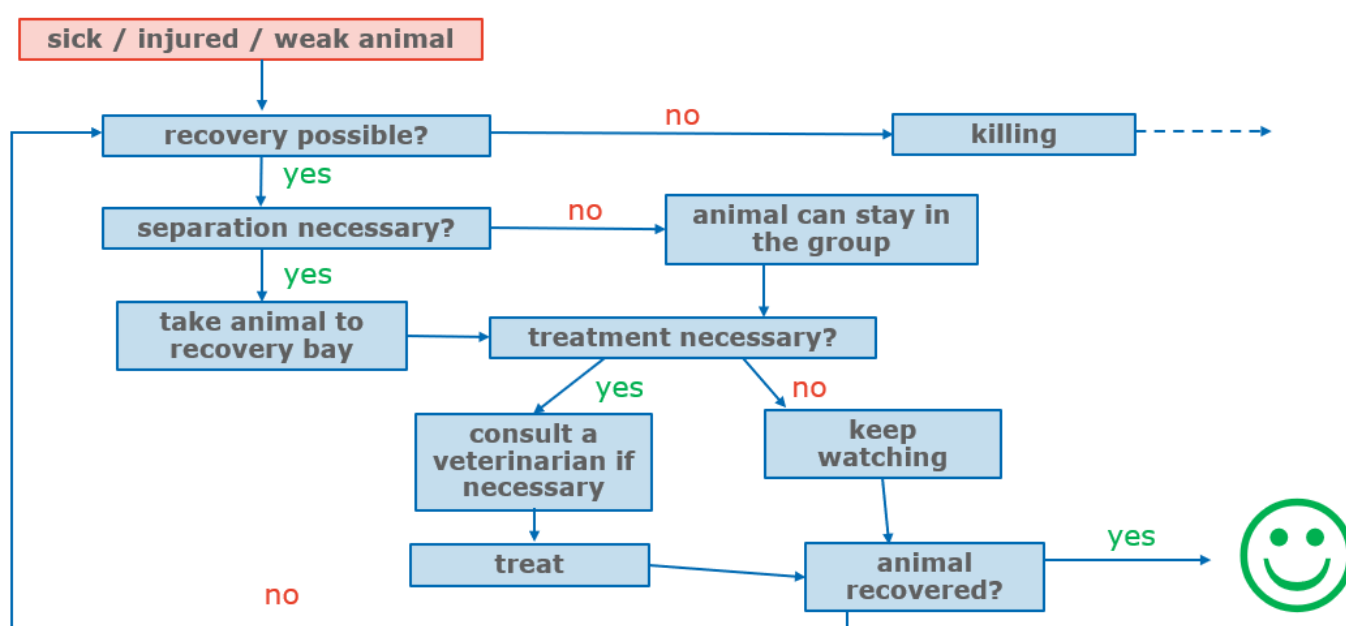 sick / injured / weak animal
recovery possible?
no
killing
yes
separation necessary?
no
animal can stay in
the group
yes
take animal to
recovery bay
treatment necessary?
yes
no
consult a
veterinarian if
necessary
keep
watching
treat
animal
recovered?
yes
no